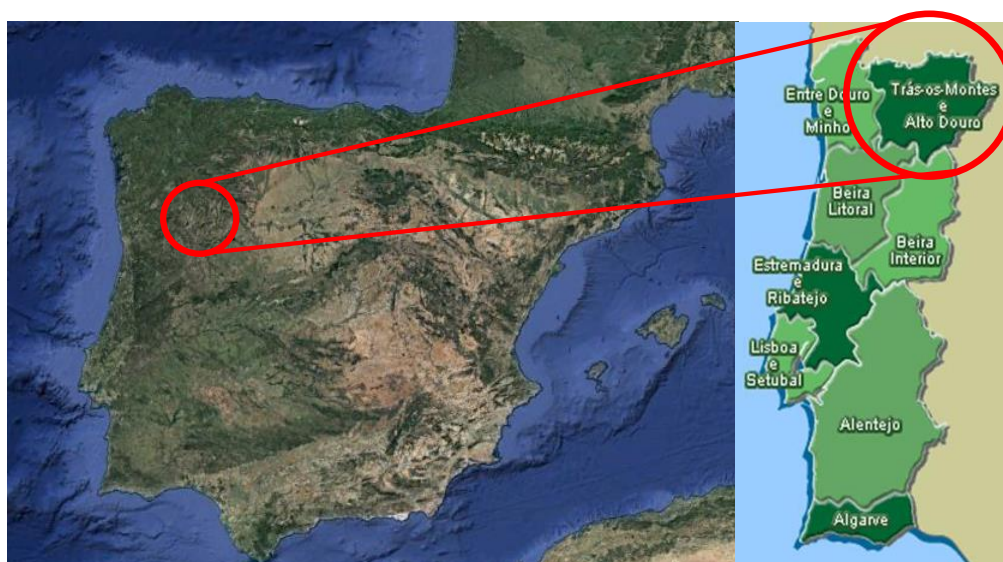 Entre Douro
e
Minho
Trás-os-Montes
e
Alto Douro
Beira
Litoral
Beira
Interior
Estremadura
e
Ribatejo
Lisboa
e
Setubal
Alentejo
Algarve